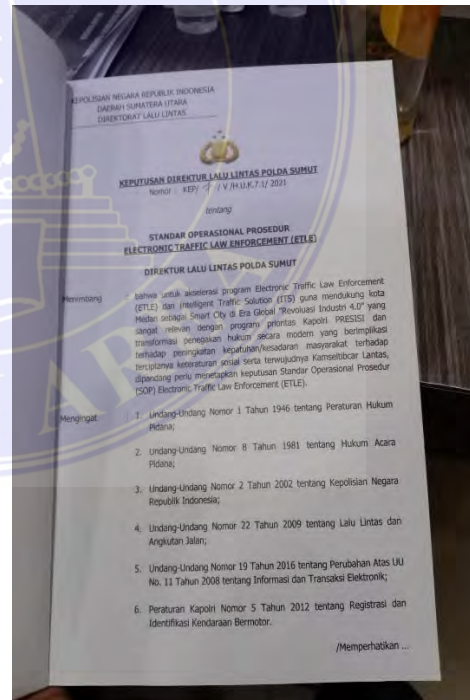 KEPOLISIAN NEGARA REPUBLIK INDONESIA
DAERAH SUMATERA UTARA
DIREKTORAT LALU LINTAS
KEPUTUSAN DIREKTUR LALU LINTAS POLDA SUMUT
Nomor : KEP/ / V /H.U.K.7.1/ 2021
tentang
STANDAR OPERASIONAL PROSEDUR
ELECTRONIC TRAFFIC LAW ENFORCEMENT (ETLE)
DIREKTUR LALU LINTAS POLDA SUMUT
Menimbang : bahwa untuk akselerasi program Electronic Traffic Law Enforcement
(ETLE) dan Intelligent Traffic Solution (ITS) guna mendukung kota
Medan sebagai Smart City di Era Global "Revoluasi Industri 4.0" yang
sangat relevan dengan program prioritas Kapolri PRESISI dan
transformasi penegakan hukum secara modern yang berimplikasi
terhadap peningkatan kepatuhan/kesadaran masyarakat terhadap
terciptanya keteraturan sosial serta terwujudnya Kamseltibcar Lantas,
dipandang perlu menetapkan keputusan Standar Operasional Prosedur
(SOP) Electronic Traffic Law Enforcement (ETLE).
Mengingat : 1. Undang-Undang Nomor 1 Tahun 1946 tentang Peraturan Hukum
Pidana;
2. Undang-Undang Nomor 8 Tahun 1981 tentang Hukum Acara
Pidana;
3. Undang-Undang Nomor 2 Tahun 2002 tentang Kepolisian Negara
Republik Indonesia;
4. Undang-Undang Nomor 22 Tahun 2009 tentang Lalu Lintas dan
Angkutan Jalan;
5. Undang-Undang Nomor 19 Tahun 2016 tentang Perubahan Atas UU
No. 11 Tahun 2008 tentang Informasi dan Transaksi Elektronik;
6. Peraturan Kapolri Nomor 5 Tahun 2012 tentang Registrasi dan
Identifikasi Kendaraan Bermotor.
/Memperhatikan ...